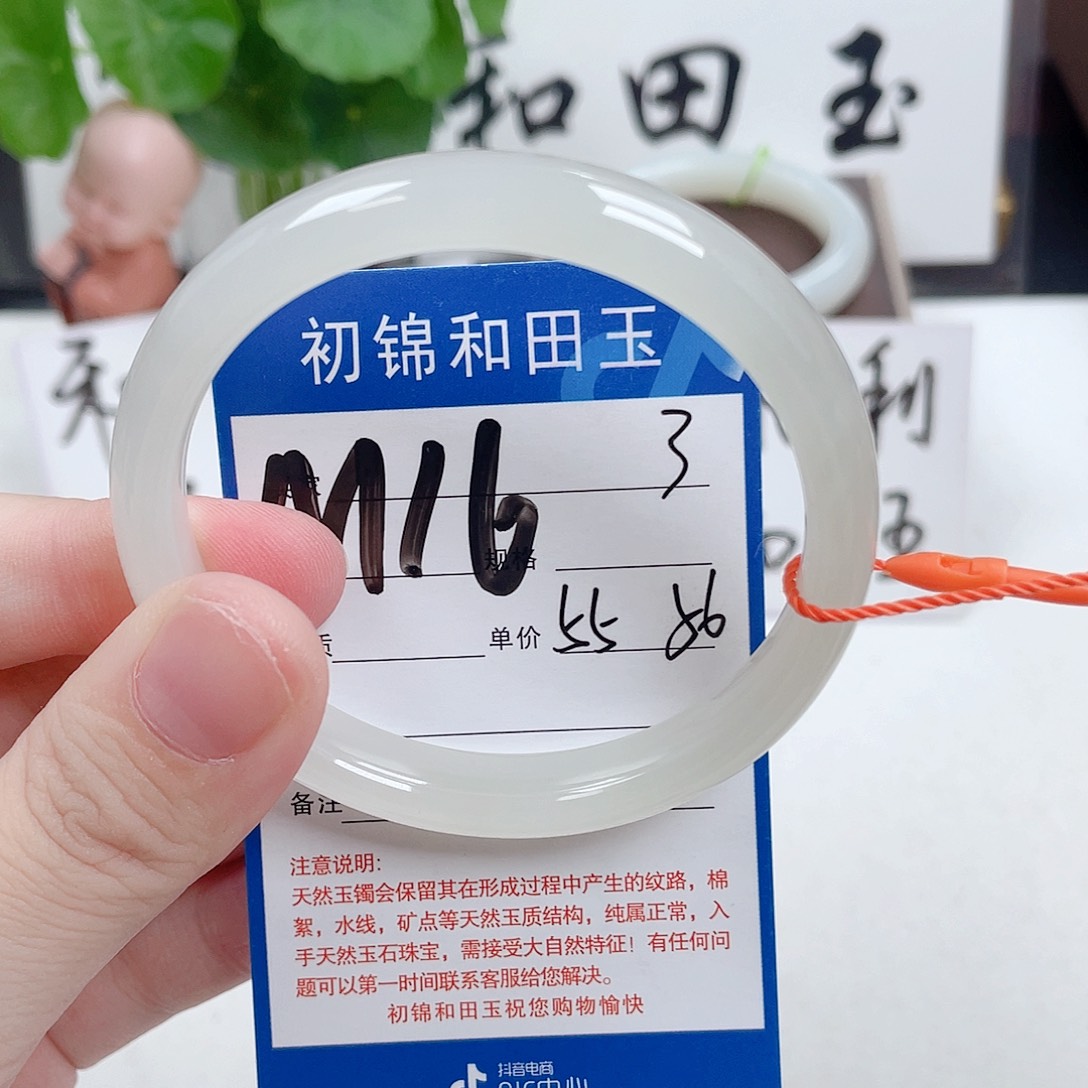 和田玉
初锦和田玉
3
M16
规格
单价 55 56
备注
注意说明:
天然玉镯会保留其在形成过程中产生的纹路，棉
絮，水线，矿点等天然玉质结构，纯属正常，入
手天然玉石珠宝，需接受大自然特征！有任何问
题可以第一时间联系客服给您解决。
初锦和田玉祝您购物愉快
抖音电商
利
玉